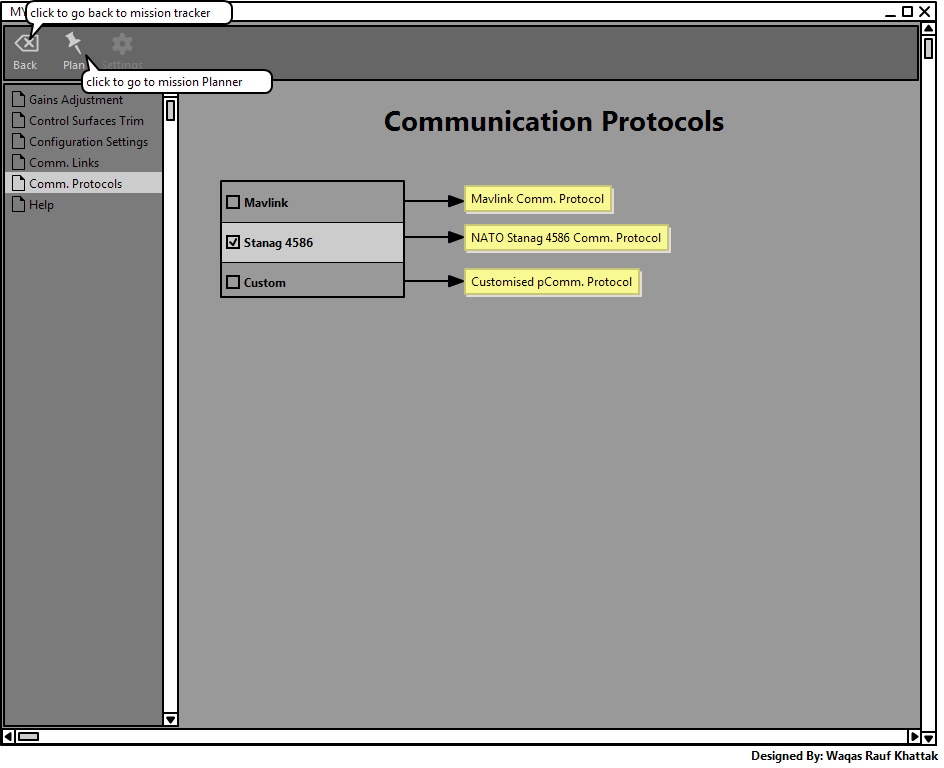 MV
click to go back to mission tracker
Back
Plan
Settings
click to go to mission Planner
Gains Adjustment
Control Surfaces Trim
Configuration Settings
Comm. Links
Comm. Protocols
Help
Communication Protocols
Mavlink
Mavlink Comm. Protocol
Stanag 4586
NATO Stanag 4586 Comm. Protocol
Custom
Customised pComm. Protocol
Designed By: Waqas Rauf Khattak